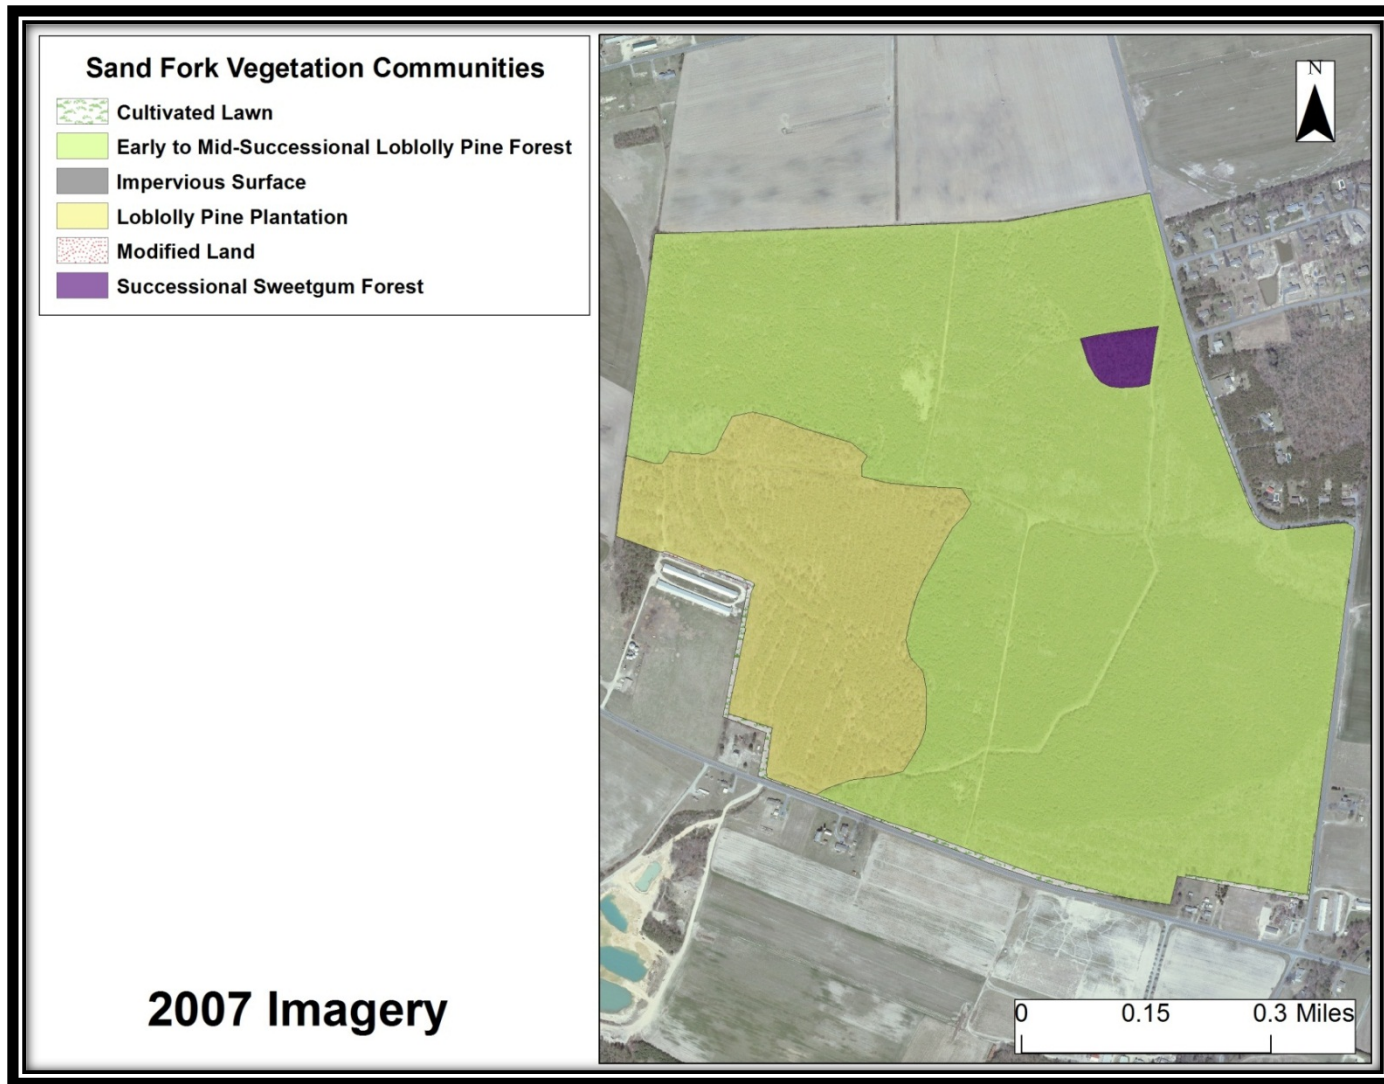 Sand Fork Vegetation Communities
Cultivated Lawn
Early to Mid-Successional Loblolly Pine Forest
Impervious Surface
Loblolly Pine Plantation
Modified Land
Successional Sweetgum Forest
N
2007 Imagery
0 0.15 0.3 Miles